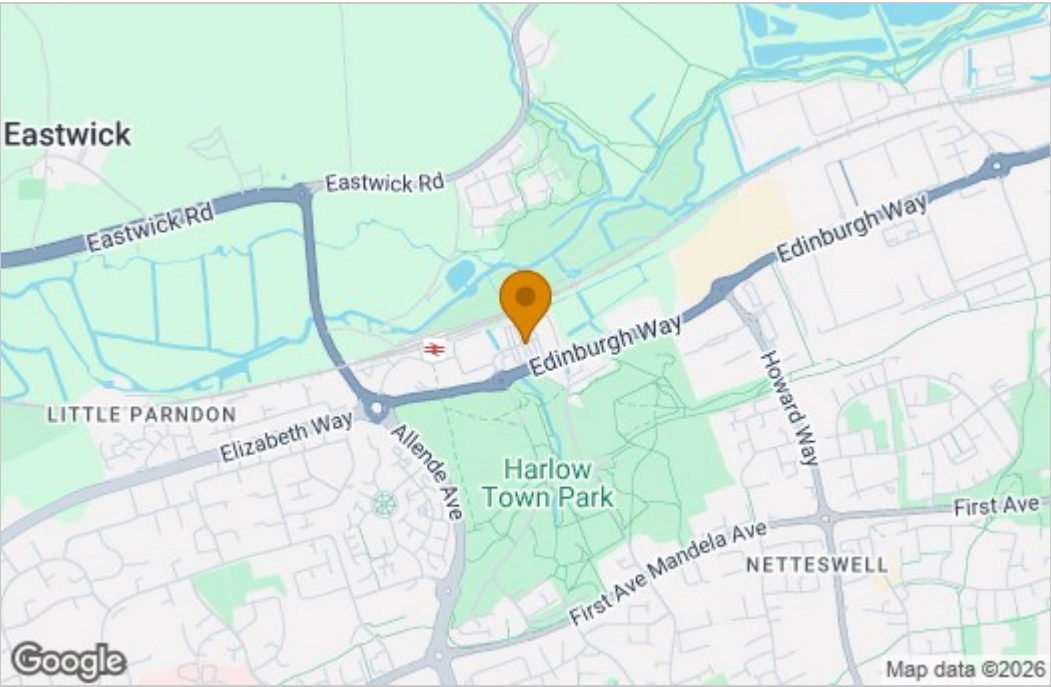 Eastwick
Eastwick Rd
Eastwick Rd
Edinburgh Way
Edinburgh Way
LITTLE PARNDON
Elizabeth Way
Allende Ave
Howard Way
Harlow
Town Park
First Ave
First Ave Mandela Ave
NETTESWELL
Google
Map data ©2026